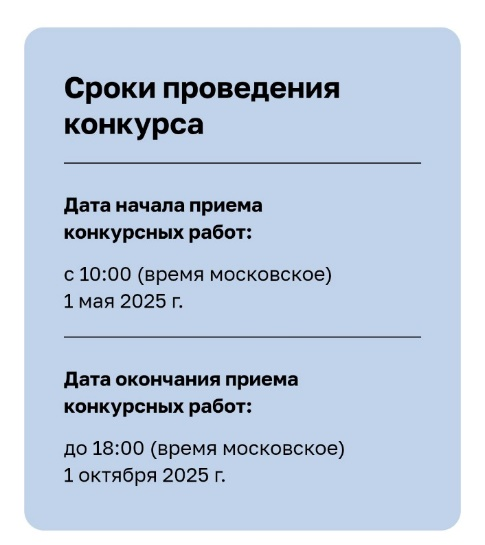 Сроки проведения
конкурса
Дата начала приема
конкурсных работ:
с 10:00 (время московское)
1 мая 2025 г.
Дата окончания приема
конкурсных работ:
до 18:00 (время московское)
1 октября 2025 г.